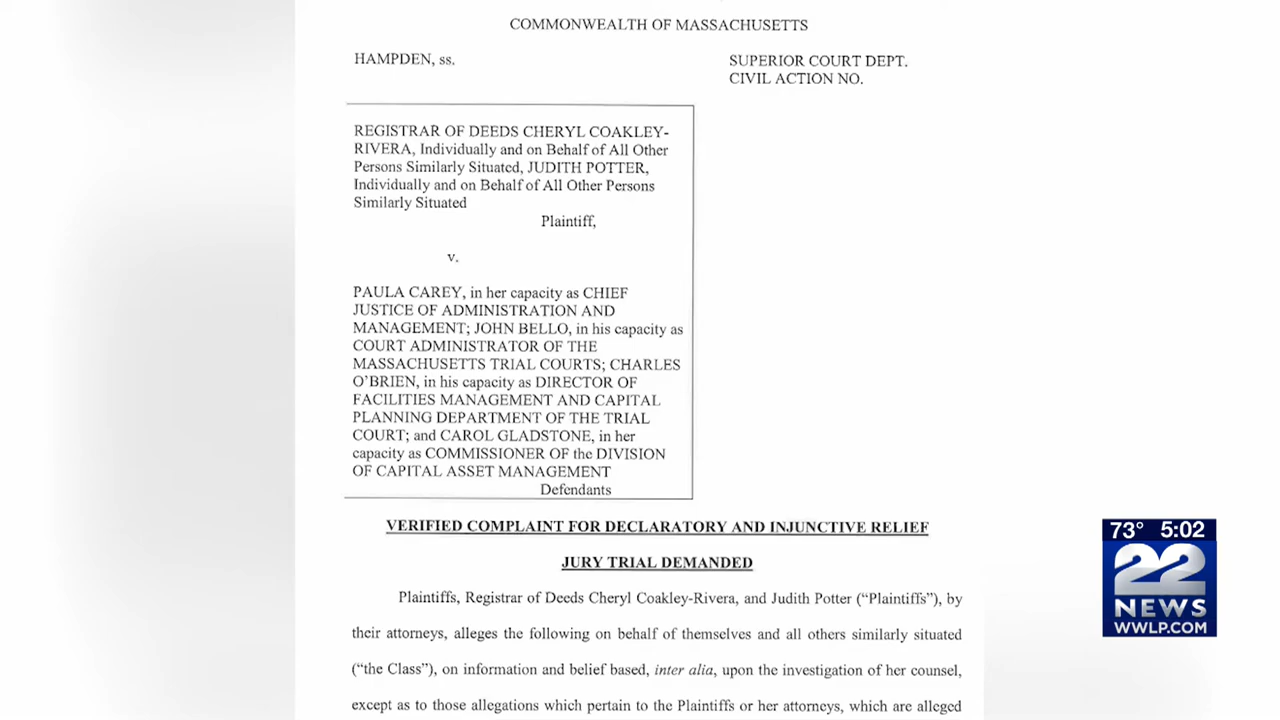 COMMONWEALTH OF MASSACHUSETTS
HAMPDEN, ss.
SUPERIOR COURT DEPT.
CIVIL ACTION NO.
REGISTRAR OF DEEDS CHERYL COAKLEY-
RIVERA, Individually and on Behalf of All Other
Persons Similarly Situated, JUDITH POTTER,
Individually and on Behalf of All Other Persons
Similarly Situated
Plaintiff,
v.
PAULA CAREY, in her capacity as CHIEF
JUSTICE OF ADMINISTRATION AND
MANAGEMENT; JOHN BELLO, in his capacity as
COURT ADMINISTRATOR OF THE
MASSACHUSETTS TRIAL COURTS; CHARLES
O'BRIEN, in his capacity as DIRECTOR OF
FACILITIES MANAGEMENT AND CAPITAL
PLANNING DEPARTMENT OF THE TRIAL
COURT; and CAROL GLADSTONE, in her
capacity as COMMISSIONER OF the DIVISION
OF CAPITAL ASSET MANAGEMENT
Defendants
VERIFIED COMPLAINT FOR DECLARATORY AND INJUNCTIVE RELIEF
JURY TRIAL DEMANDED
Plaintiffs, Registrar of Deeds Cheryl Coakley-Rivera, and Judith Potter ("Plaintiffs"), by
their attorneys, alleges the following on behalf of themselves and all others similarly situated
("the Class"), on information and belief based, inter alia, upon the investigation of her counsel,
except as to those allegations which pertain to the Plaintiffs or her attorneys, which are alleged
73° 5:02
22
NEWS
WWLP.COM